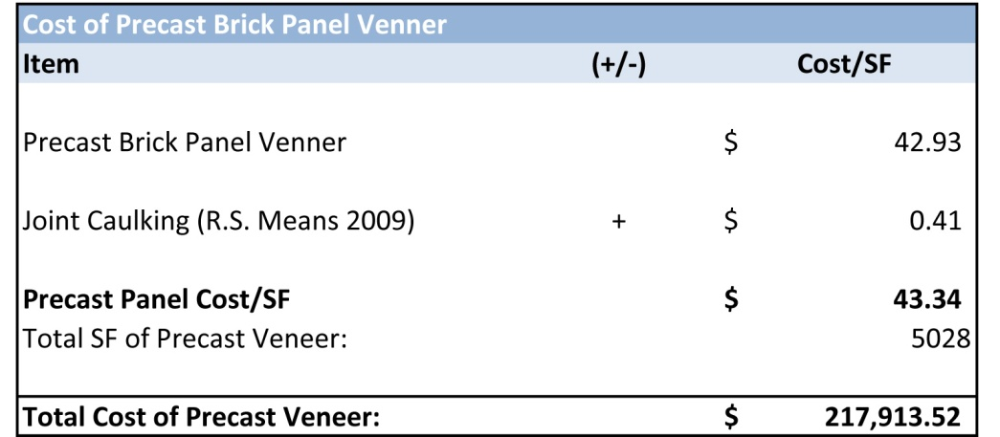 Cost of Precast Brick Panel Venner
Item (+/-) Cost/SF
Precast Brick Panel Venner $ 42.93
Joint Caulking (R.S. Means 2009) + $ 0.41
Precast Panel Cost/SF $ 43.34
Total SF of Precast Veneer: 5028
Total Cost of Precast Veneer: $ 217,913.52